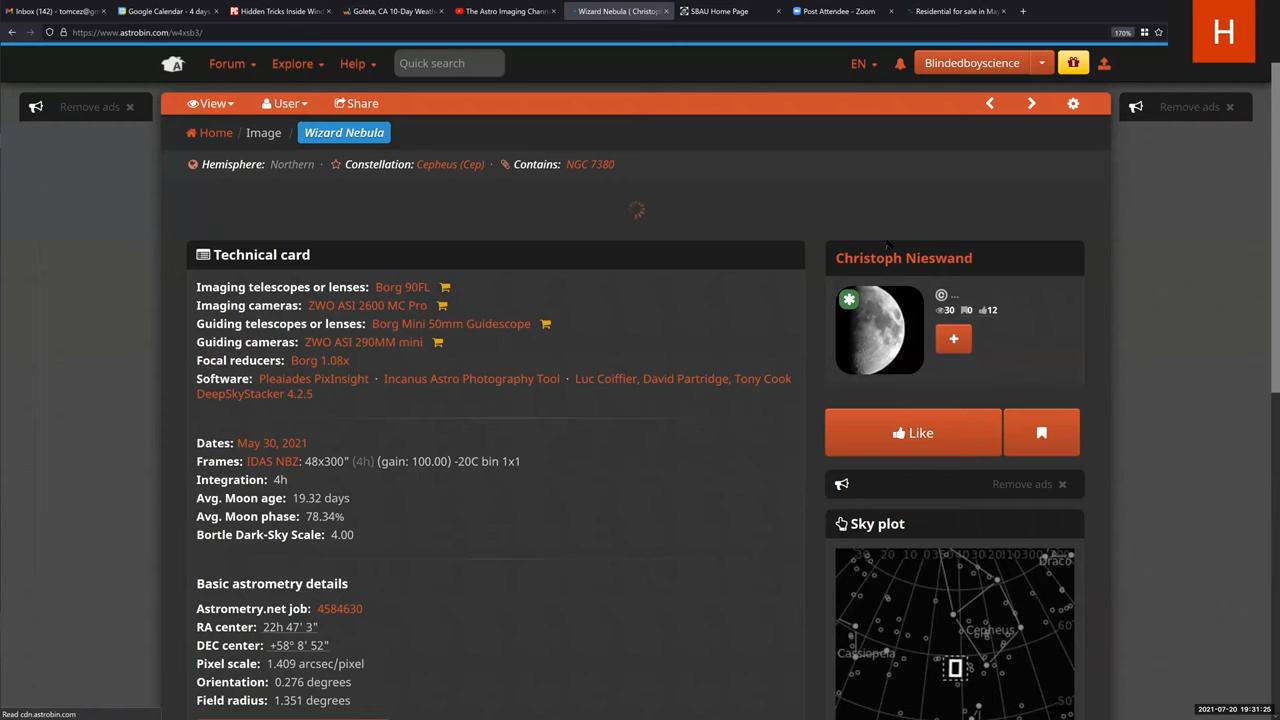 Inbox (142) - tomcez@gm
Google Calendar - 4 days
Hidden Tricks Inside Win
Goleta, CA 10-Day Weath
The Astro Imaging Chann
Wizard Nebula ( Christop
SBAU Home Page
Post Attendee - Zoom
Residential for sale in Ma
https://www.astrobin.com/w4xsb3/
170%
H
Forum Explore Help Quick search EN Blindedboyscience
Remove ads
View User Share
Remove ads
Home / Image / Wizard Nebula
Hemisphere: Northern · Constellation: Cepheus (Cep) · Contains: NGC 7380
Technical card
Imaging telescopes or lenses: Borg 90FL
Imaging cameras: ZWO ASI 2600 MC Pro
Guiding telescopes or lenses: Borg Mini 50mm Guidescope
Guiding cameras: ZWO ASI 290MM mini
Focal reducers: Borg 1.08x
Software: Pleaiades PixInsight · Incanus Astro Photography Tool · Luc Coiffier, David Partridge, Tony Cook
DeepSkyStacker 4.2.5
Dates: May 30, 2021
Frames: IDAS NBZ: 48x300" (4h) (gain: 100.00) -20C bin 1x1
Integration: 4h
Avg. Moon age: 19.32 days
Avg. Moon phase: 78.34%
Bortle Dark-Sky Scale: 4.00
Basic astrometry details
Astrometry.net job: 4584630
RA center: 22h 47' 3"
DEC center: +58° 8' 52"
Pixel scale: 1.409 arcsec/pixel
Orientation: 0.276 degrees
Field radius: 1.351 degrees
Christoph Nieswand
© ...
30 0 12
+
Like
Remove ads
Sky plot
Draco
60°
Cepheus
Cassiopeia
50°
Read cdn.astrobin.com
2021-07-20 19:31:25